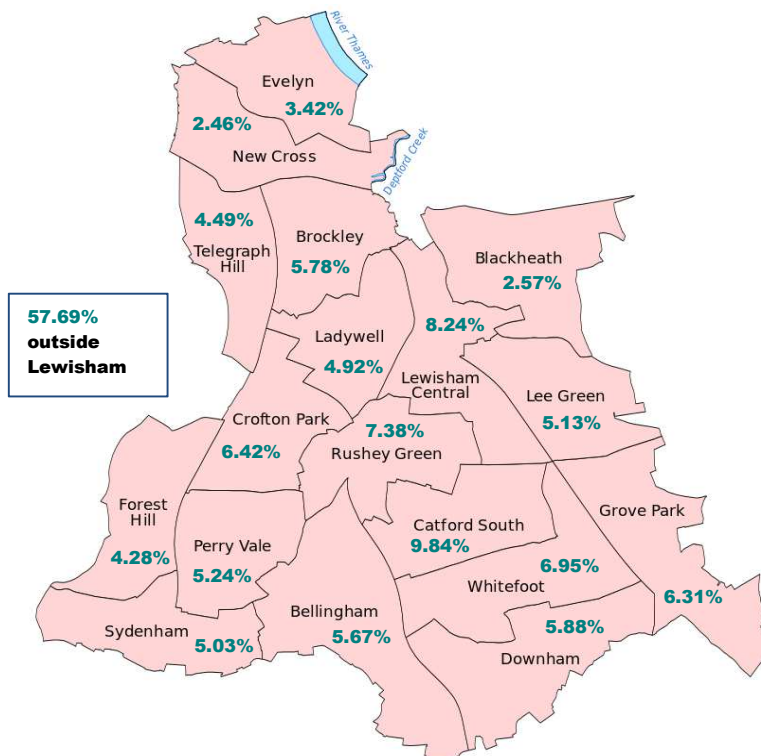 River Thames
Evelyn
3.42%
2.46%
New Cross
Deptford Creek
4.49%
Telegraph
Hill
Brockley
5.78%
Blackheath
2.57%
57.69%
outside
Lewisham
Ladywell
4.92%
8.24%
Lewisham
Central
Lee Green
5.13%
Crofton Park
6.42%
7.38%
Rushey Green
Forest
Hill
4.28%
Perry Vale
5.24%
Catford South
9.84%
Grove Park
6.31%
6.95%
Whitefoot
Sydenham
5.03%
Bellingham
5.67%
5.88%
Downham